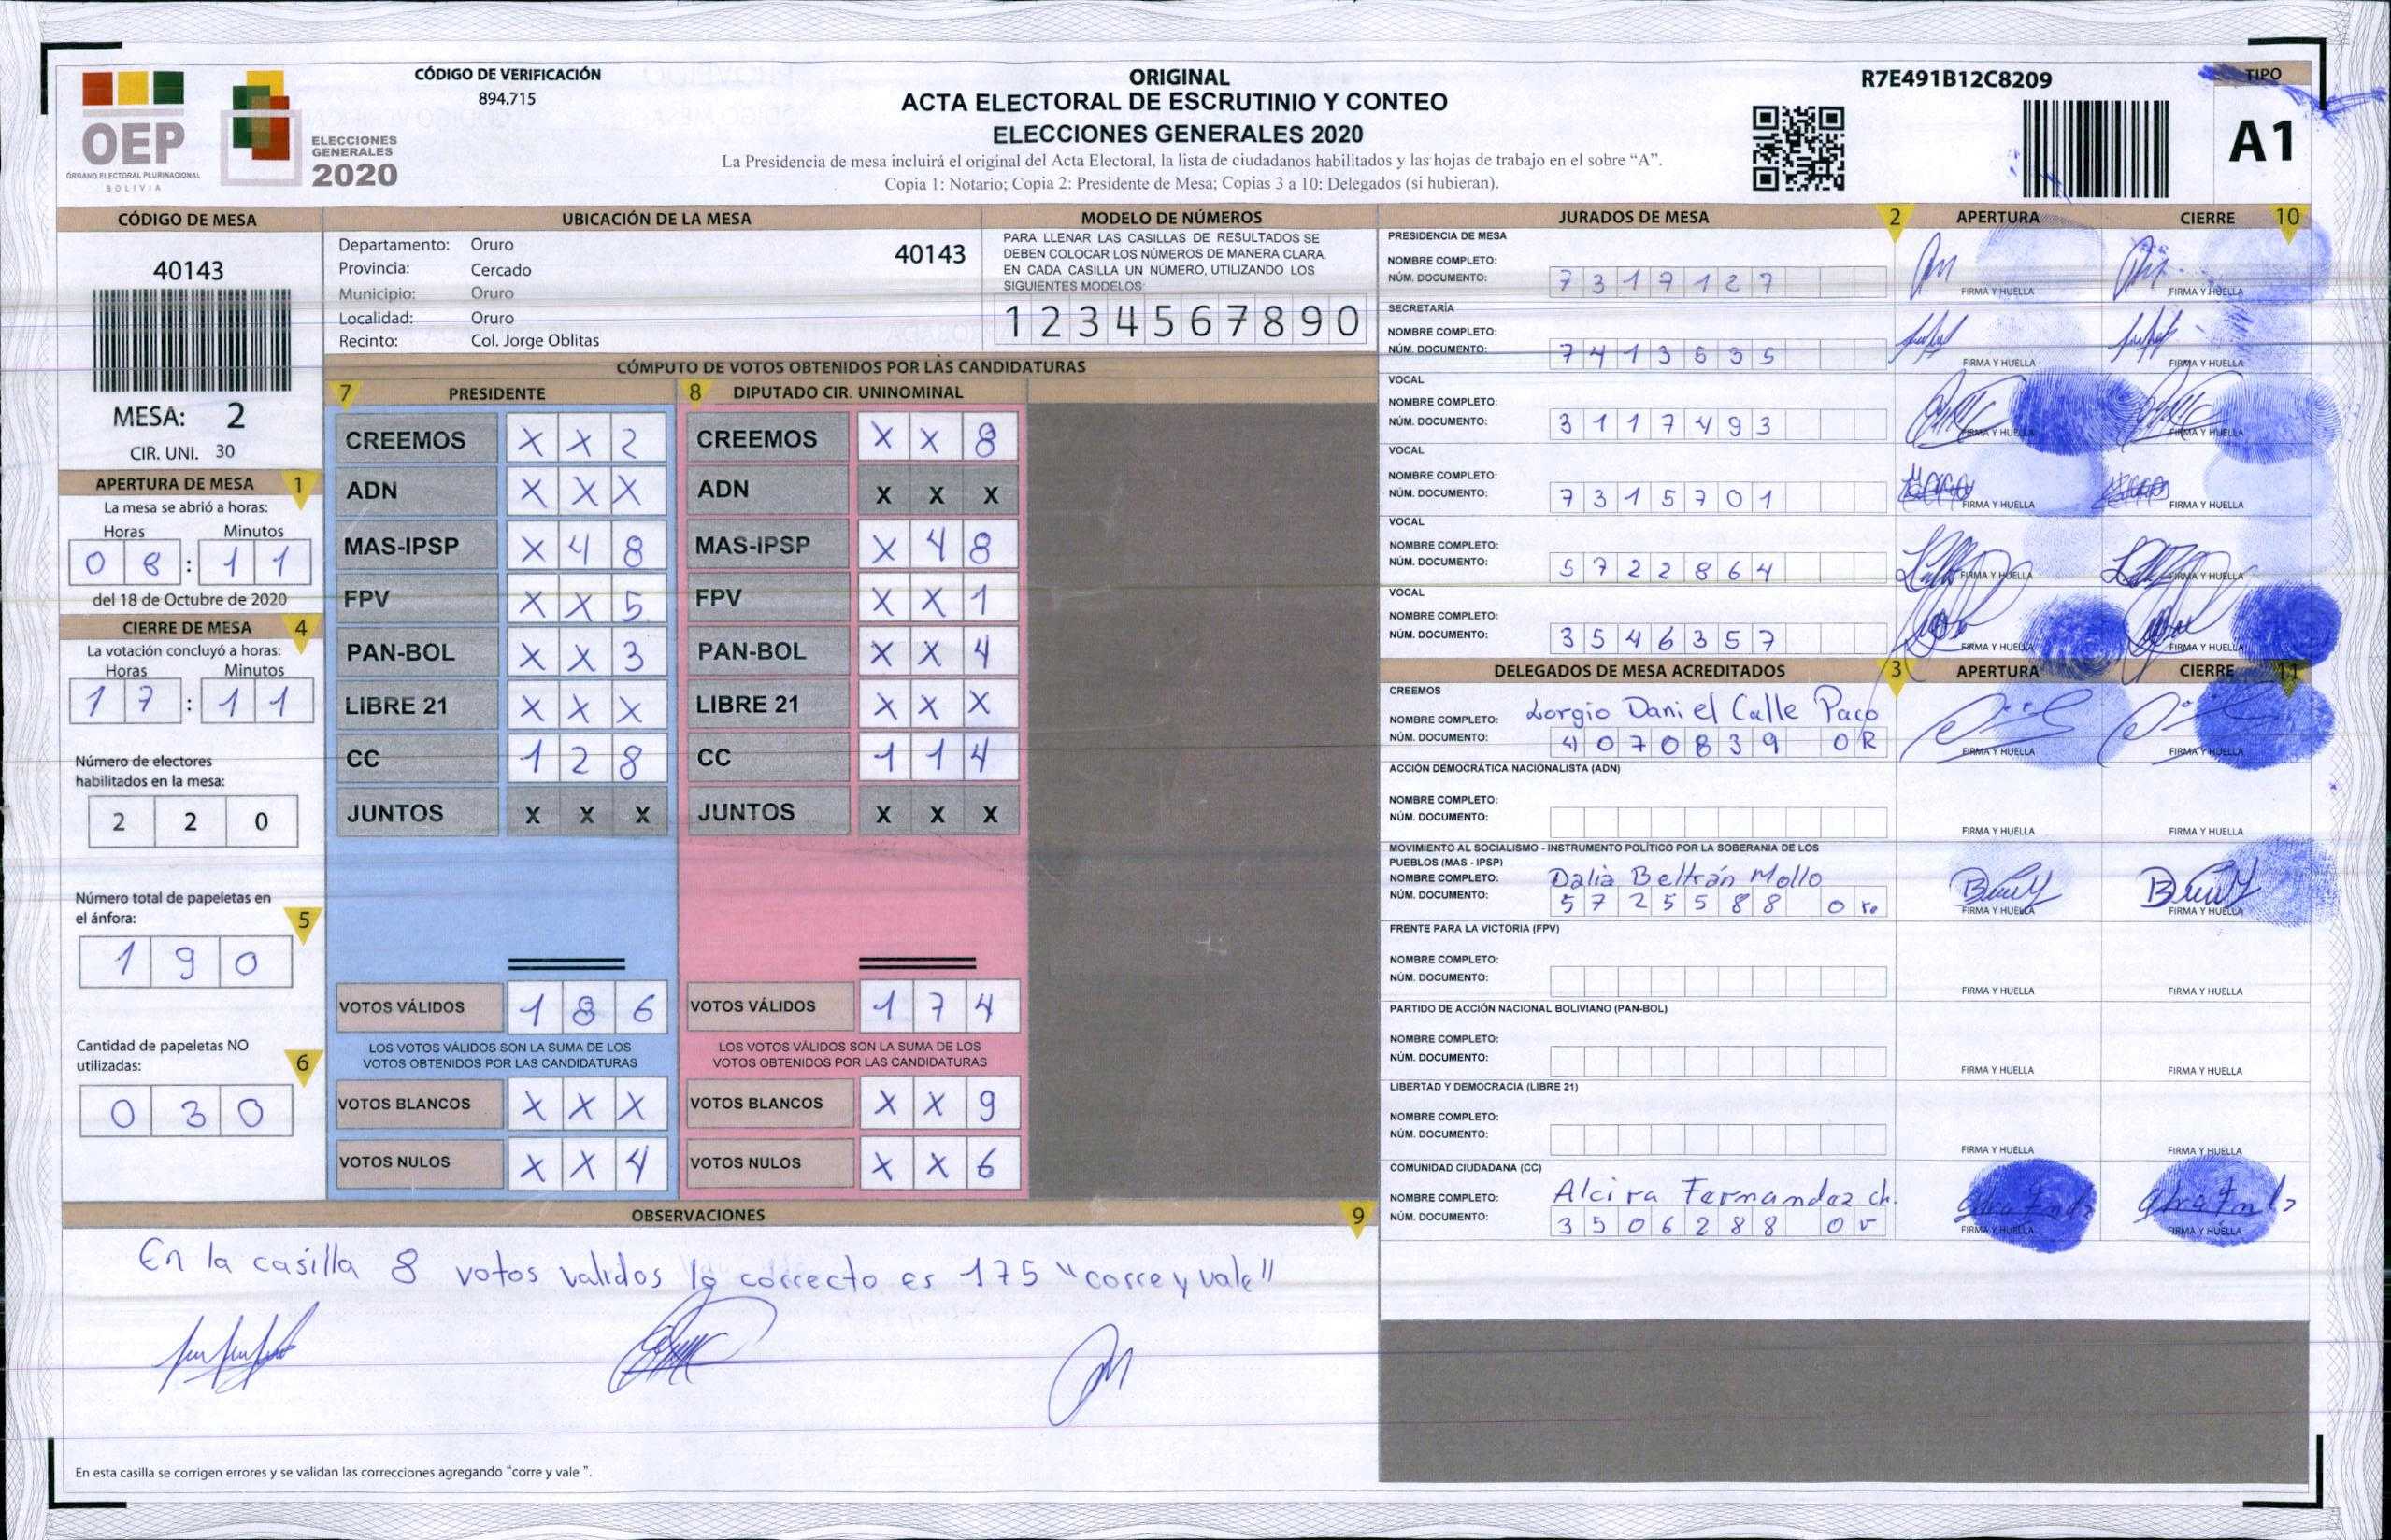 OEP
ÓRGANO ELECTORAL PLURINACIONAL
BOLIVIA
ELECCIONES
GENERALES
2020
CÓDIGO DE VERIFICACIÓN
894.715
ORIGINAL
ACTA ELECTORAL DE ESCRUTINIO Y CONTEO
ELECCIONES GENERALES 2020
La Presidencia de mesa incluirá el original del Acta Electoral, la lista de ciudadanos habilitados y las hojas de trabajo en el sobre “A”.
Copia 1: Notario; Copia 2: Presidente de Mesa; Copias 3 a 10: Delegados (si hubieran).
R7E491B12C8209
TIPO
A1
CÓDIGO DE MESA
40143
MESA: 2
CIR. UNI. 30
APERTURA DE MESA 1
La mesa se abrió a horas:
Horas Minutos
0 8 : 1 1
del 18 de Octubre de 2020
CIERRE DE MESA 4
La votación concluyó a horas:
Horas Minutos
1 7 : 1 1
Número de electores
habilitados en la mesa:
2 2 0
Número total de papeletas en
el ánfora: 5
1 9 0
Cantidad de papeletas NO
utilizadas: 6
0 3 0
UBICACIÓN DE LA MESA
Departamento: Oruro 40143
Provincia: Cercado
Municipio: Oruro
Localidad: Oruro
Recinto: Col. Jorge Oblitas
MODELO DE NÚMEROS
PARA LLENAR LAS CASILLAS DE RESULTADOS SE
DEBEN COLOCAR LOS NÚMEROS DE MANERA CLARA.
EN CADA CASILLA UN NÚMERO, UTILIZANDO LOS
SIGUIENTES MODELOS:
1 2 3 4 5 6 7 8 9 0
CÓMPUTO DE VOTOS OBTENIDOS POR LAS CANDIDATURAS
7 PRESIDENTE
CREEMOS X X 2
ADN X X X
MAS-IPSP X 4 8
FPV X X 5
PAN-BOL X X 3
LIBRE 21 X X X
CC 1 2 8
JUNTOS X X X
VOTOS VÁLIDOS 1 8 6
LOS VOTOS VÁLIDOS SON LA SUMA DE LOS
VOTOS OBTENIDOS POR LAS CANDIDATURAS
VOTOS BLANCOS X X X
VOTOS NULOS X X 4
8 DIPUTADO CIR. UNINOMINAL
CREEMOS X X 8
ADN X X X
MAS-IPSP X 4 8
FPV X X 1
PAN-BOL X X 4
LIBRE 21 X X X
CC 1 1 4
JUNTOS X X X
VOTOS VÁLIDOS 1 7 4
LOS VOTOS VÁLIDOS SON LA SUMA DE LOS
VOTOS OBTENIDOS POR LAS CANDIDATURAS
VOTOS BLANCOS X X 9
VOTOS NULOS X X 6
OBSERVACIONES 9
En la casilla 8 votos validos lo correcto es 175 "corre y vale"
En esta casilla se corrigen errores y se validan las correcciones agregando “corre y vale ”.
JURADOS DE MESA 2 APERTURA CIERRE 10
PRESIDENCIA DE MESA
NOMBRE COMPLETO:
NÚM. DOCUMENTO: 7 3 1 7 1 2 7
FIRMA Y HUELLA FIRMA Y HUELLA
SECRETARÍA
NOMBRE COMPLETO:
NÚM. DOCUMENTO: 7 4 1 3 6 3 5
FIRMA Y HUELLA FIRMA Y HUELLA
VOCAL
NOMBRE COMPLETO:
NÚM. DOCUMENTO: 3 1 1 7 4 9 3
FIRMA Y HUELLA FIRMA Y HUELLA
VOCAL
NOMBRE COMPLETO:
NÚM. DOCUMENTO: 7 3 1 5 7 0 1
FIRMA Y HUELLA FIRMA Y HUELLA
VOCAL
NOMBRE COMPLETO:
NÚM. DOCUMENTO: 5 7 2 2 8 6 4
FIRMA Y HUELLA FIRMA Y HUELLA
VOCAL
NOMBRE COMPLETO:
NÚM. DOCUMENTO: 3 5 4 6 3 5 7
FIRMA Y HUELLA FIRMA Y HUELLA
DELEGADOS DE MESA ACREDITADOS 3 APERTURA CIERRE 11
CREEMOS
NOMBRE COMPLETO: Lorgio Daniel Calle Paco
NÚM. DOCUMENTO: 4 0 7 0 8 3 9 O R
FIRMA Y HUELLA FIRMA Y HUELLA
ACCIÓN DEMOCRÁTICA NACIONALISTA (ADN)
NOMBRE COMPLETO:
NÚM. DOCUMENTO:
FIRMA Y HUELLA FIRMA Y HUELLA
MOVIMIENTO AL SOCIALISMO - INSTRUMENTO POLÍTICO POR LA SOBERANIA DE LOS
PUEBLOS (MAS - IPSP)
NOMBRE COMPLETO: Dalia Beltrán Mollo
NÚM. DOCUMENTO: 5 7 2 5 5 8 8 O r
FIRMA Y HUELLA FIRMA Y HUELLA
FRENTE PARA LA VICTORIA (FPV)
NOMBRE COMPLETO:
NÚM. DOCUMENTO:
FIRMA Y HUELLA FIRMA Y HUELLA
PARTIDO DE ACCIÓN NACIONAL BOLIVIANO (PAN-BOL)
NOMBRE COMPLETO:
NÚM. DOCUMENTO:
FIRMA Y HUELLA FIRMA Y HUELLA
LIBERTAD Y DEMOCRACIA (LIBRE 21)
NOMBRE COMPLETO:
NÚM. DOCUMENTO:
FIRMA Y HUELLA FIRMA Y HUELLA
COMUNIDAD CIUDADANA (CC)
NOMBRE COMPLETO: Alcira Fernandez ch.
NÚM. DOCUMENTO: 3 5 0 6 2 8 8 O r
FIRMA Y HUELLA FIRMA Y HUELLA